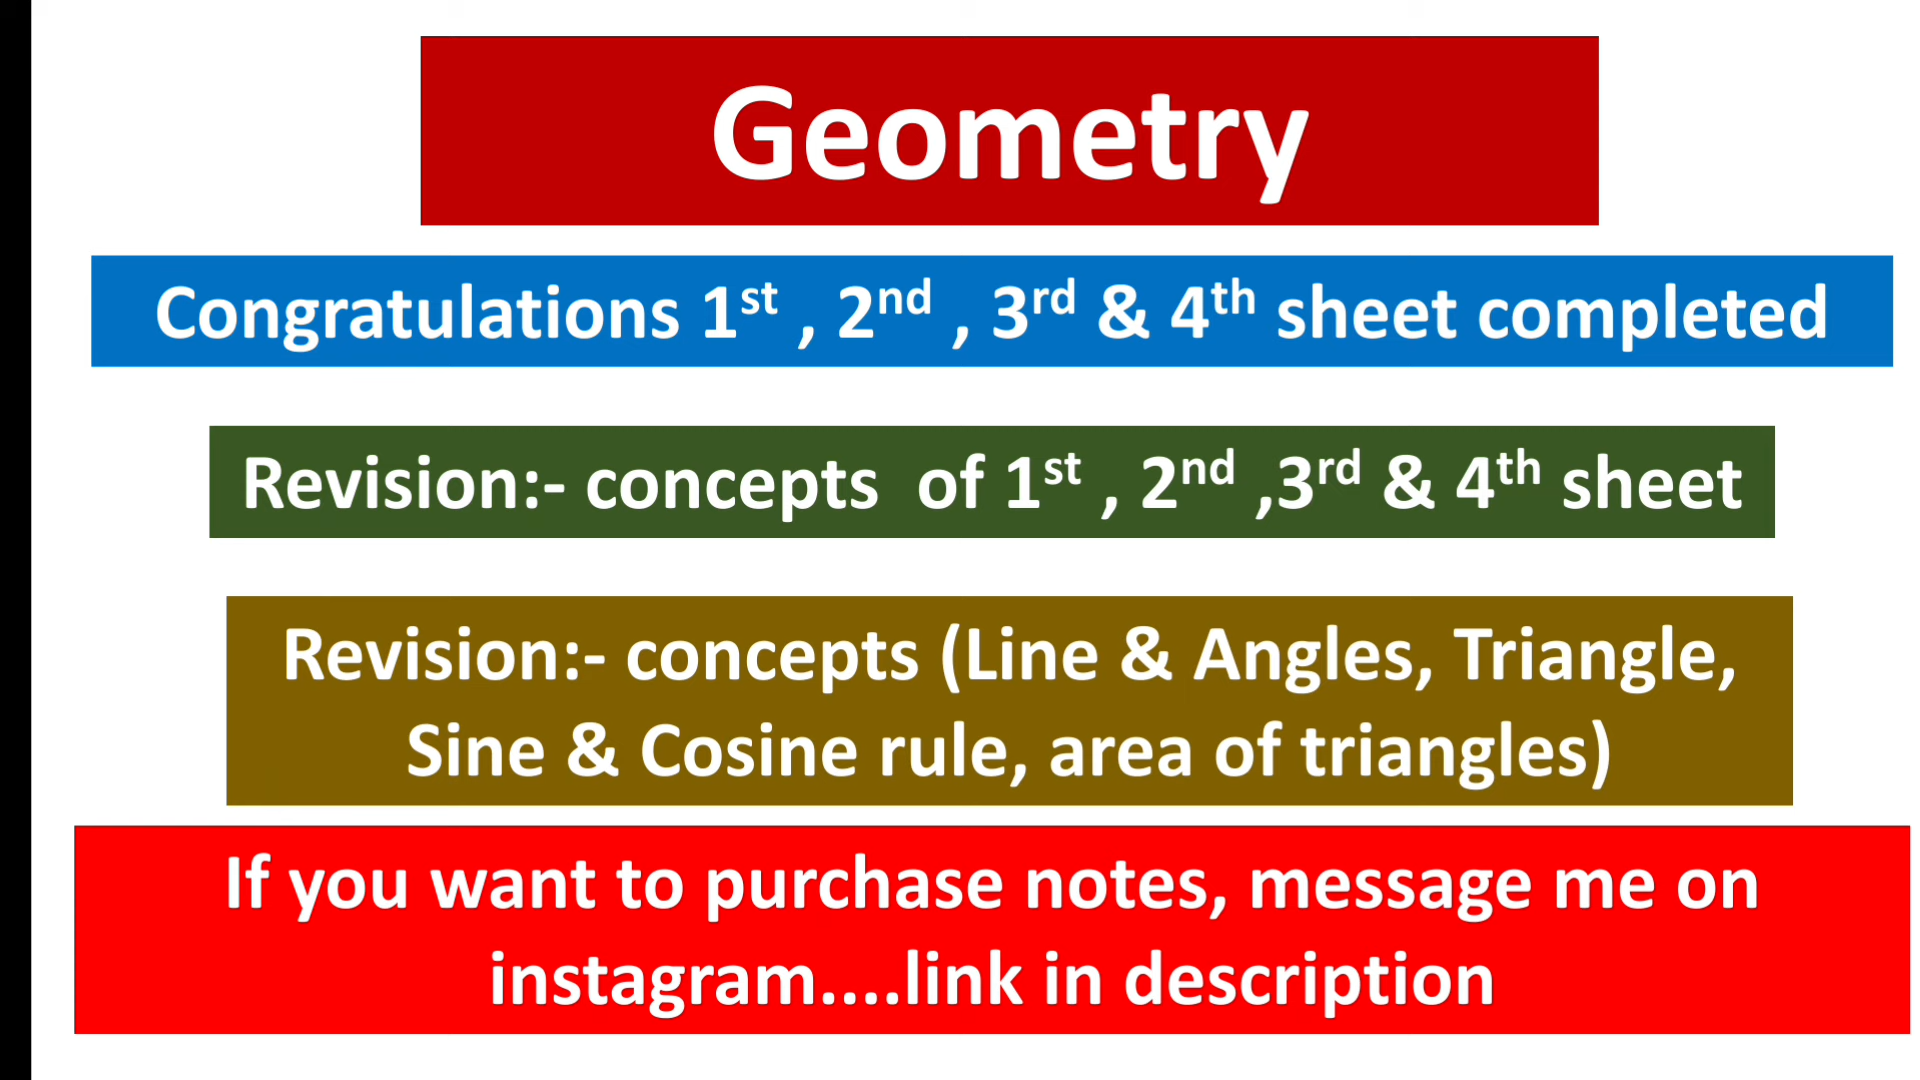 Geometry
Congratulations 1st , 2nd , 3rd & 4th sheet completed
Revision:- concepts  of 1st , 2nd ,3rd & 4th sheet
Revision:- concepts (Line & Angles, Triangle,
Sine & Cosine rule, area of triangles)
If you want to purchase notes, message me on
instagram....link in description